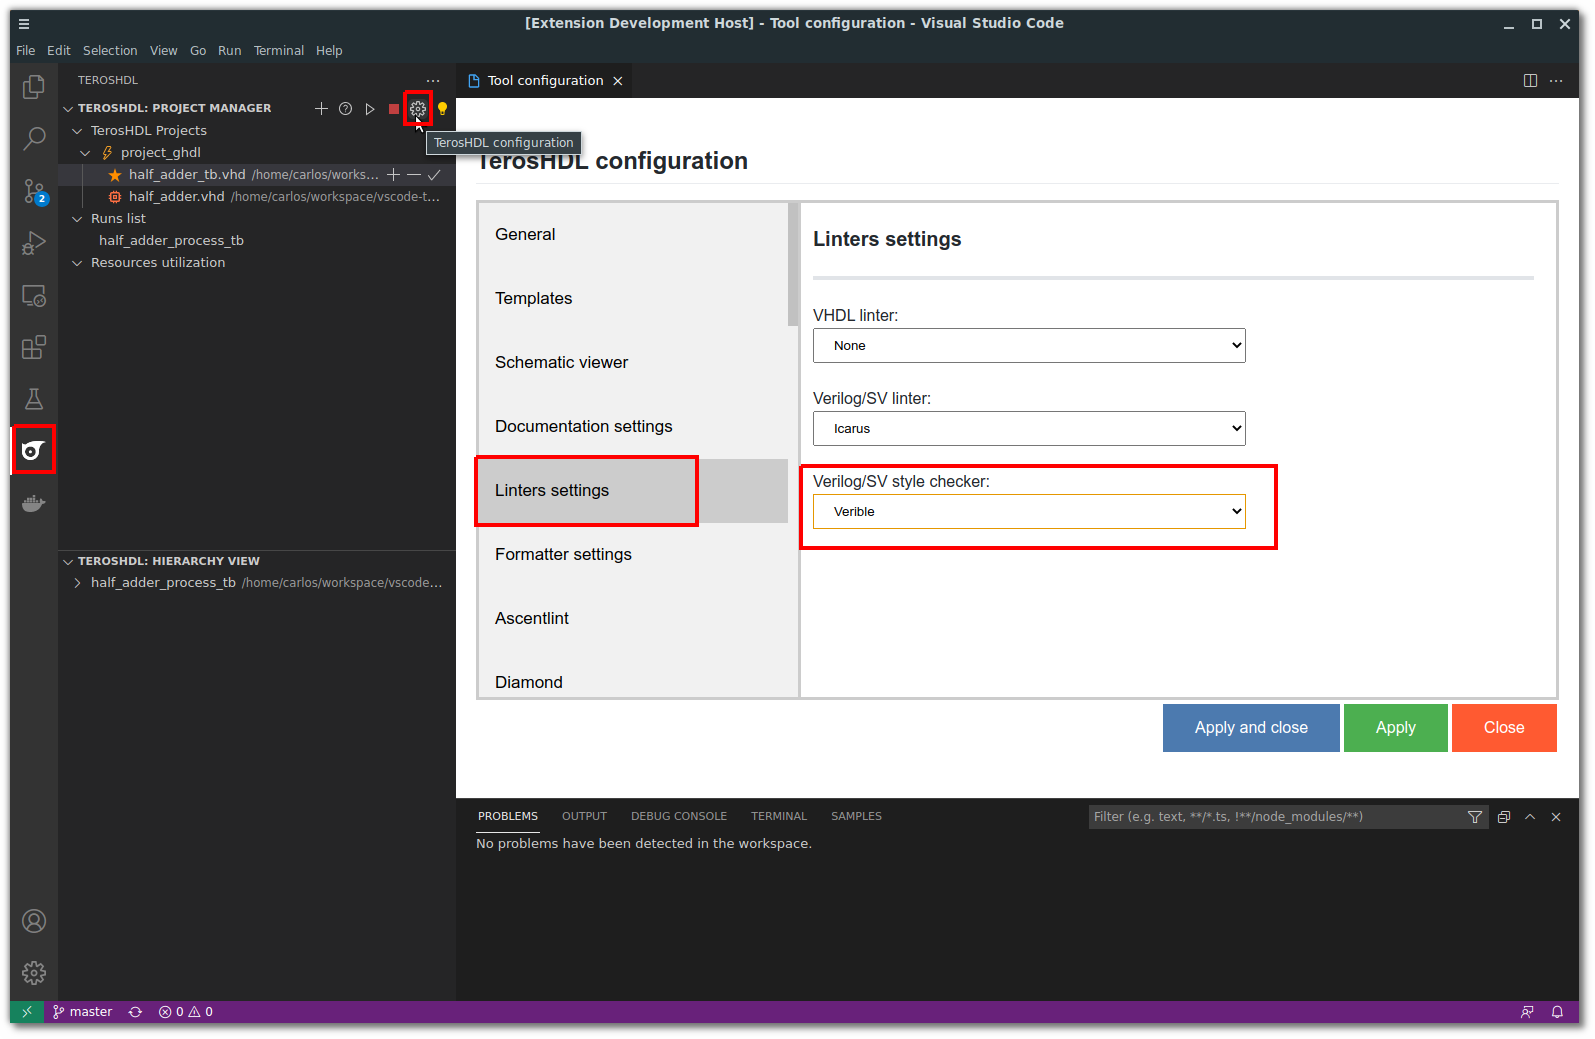 [Extension Development Host] - Tool configuration - Visual Studio Code
File Edit Selection View Go Run Terminal Help
TEROSHDL
TEROSHDL: PROJECT MANAGER
TerosHDL Projects
project_ghdl
half_adder_tb.vhd /home/carlos/works...
half_adder.vhd /home/carlos/workspace/vscode-t...
Runs list
half_adder_process_tb
Resources utilization
2
TEROSHDL: HIERARCHY VIEW
half_adder_process_tb /home/carlos/workspace/vscode...
Tool configuration
TerosHDL configuration
TerosHDL configuration
General
Templates
Schematic viewer
Documentation settings
Linters settings
Formatter settings
Ascentlint
Diamond
Linters settings
VHDL linter:
None
Verilog/SV linter:
Icarus
Verilog/SV style checker:
Verible
Apply and close
Apply
Close
PROBLEMS OUTPUT DEBUG CONSOLE TERMINAL SAMPLES
Filter (e.g. text, **/*.ts, !**/node_modules/**)
No problems have been detected in the workspace.
master 0 0